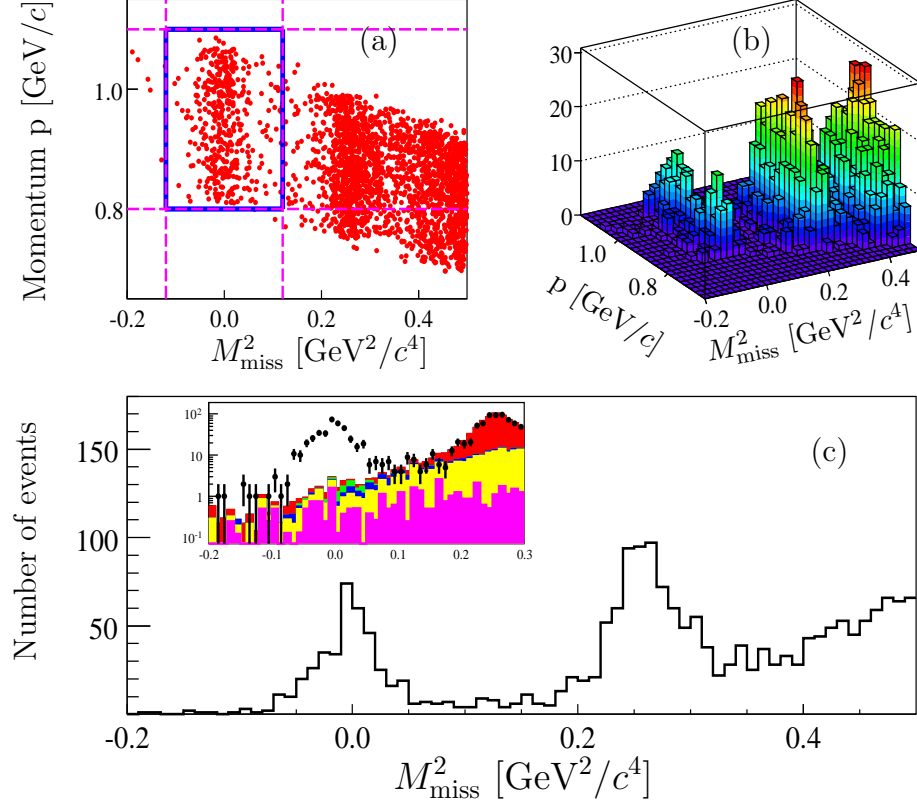 Momentum p [GeV/c]
1.0
0.8
(a)
-0.2 0.0 0.2 0.4
M²miss [GeV²/c⁴]
(b)
30
20
10
0
1.0
0.8
p [GeV/c]
-0.2 0.0 0.2 0.4
M²miss [GeV²/c⁴]
Number of events
150
100
50
(c)
10²
10
1
10⁻¹
-0.2 -0.1 0.0 0.1 0.2 0.3
-0.2 0.0 0.2 0.4
M²miss [GeV²/c⁴]